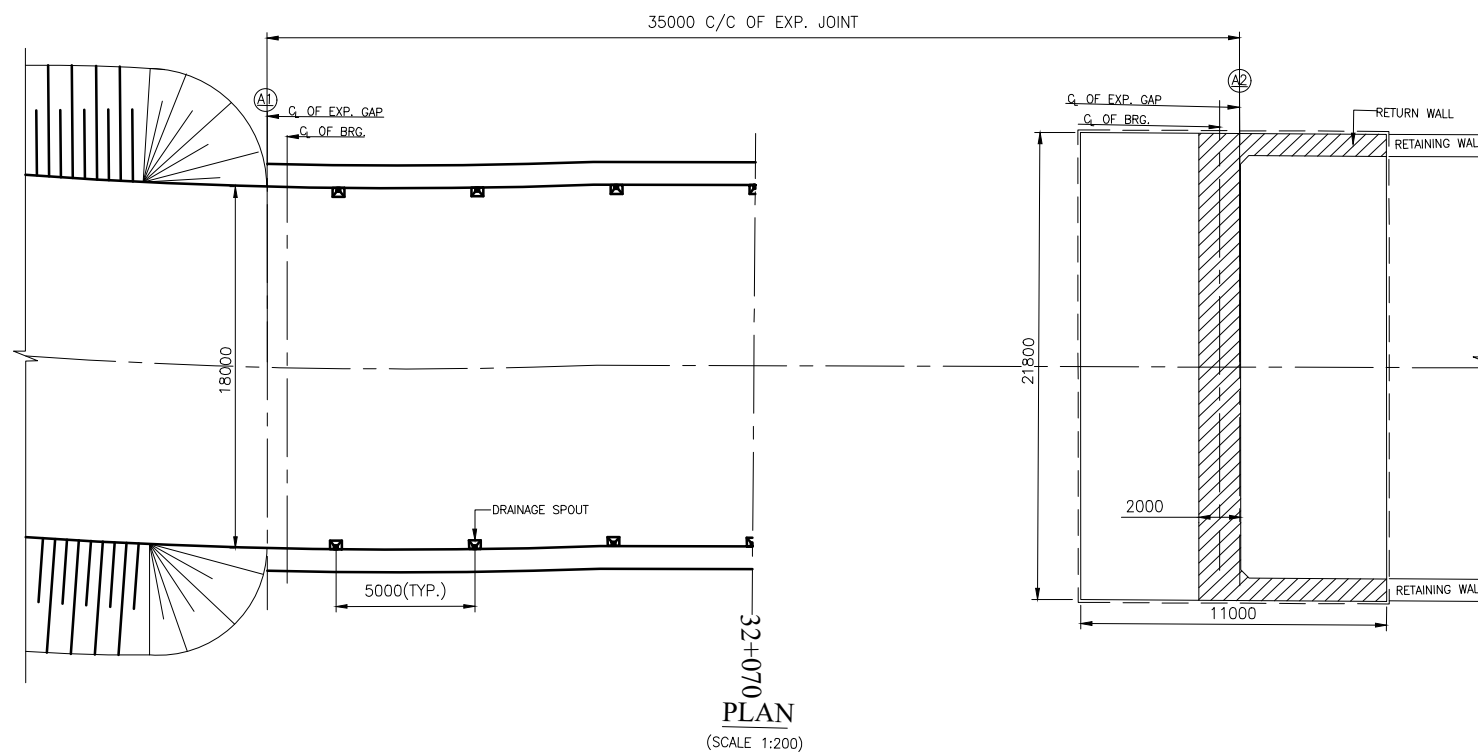 35000 C/C OF EXP. JOINT
A1
A2
C̲L OF EXP. GAP
C̲L OF BRG.
C̲L OF EXP. GAP
C̲L OF BRG.
RETURN WALL
RETAINING WAL
18000
21800
2000
DRAINAGE SPOUT
5000(TYP.)
RETAINING WAL
11000
32+070
PLAN
(SCALE 1:200)